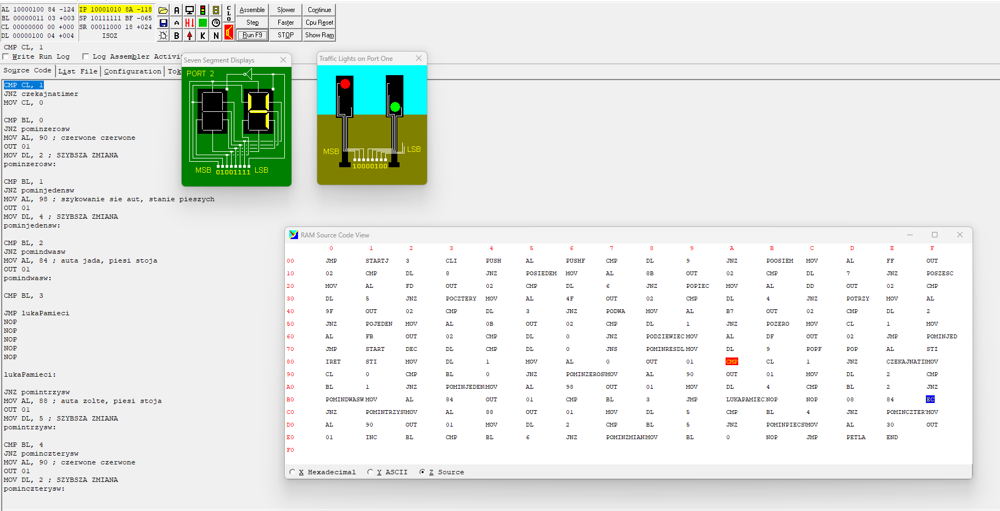 AL 10000100 84 -124 IP 10001010 8A -118
BL 00000011 03 +003 SP 10111111 BF -065
CL 00000000 00 +000 SR 00011000 18 +024
DL 00000100 04 +004 ISOZ
A
C L O
Assemble Slower Continue
A
Step Faster Cpu Reset
B K N
Run F9 STOP Show Ram
CMP CL, 1
Write Run Log Log Assembler Activi
Source Code List File Configuration Tok
Seven Segment Displays
PORT 2
MSB 01001111 LSB
Traffic Lights on Port One
MSB LSB
10000100
CMP CL, 1
JNZ czekajnatimer
MOV CL, 0
CMP BL, 0
JNZ pominzerosw
MOV AL, 90 ; czerwone czerwone
OUT 01
MOV DL, 2 ; SZYBSZA ZMIANA
pominzerosw:
CMP BL, 1
JNZ pominjedensw
MOV AL, 98 ; szykowanie sie aut, stanie pieszych
OUT 01
MOV DL, 4 ; SZYBSZA ZMIANA
pominjedensw:
CMP BL, 2
JNZ pomindwasw
MOV AL, 84 ; auta jada, piesi stoja
OUT 01
pomindwasw:
CMP BL, 3
JMP lukaPamieci
NOP
NOP
NOP
NOP
NOP
lukaPamieci:
JNZ pomintrzysw
MOV AL, 88 ; auta zolte, piesi stoja
OUT 01
MOV DL, 5 ; SZYBSZA ZMIANA
pomintrzysw:
CMP BL, 4
JNZ pominczterysw
MOV AL, 90 ; czerwone czerwone
OUT 01
MOV DL, 2 ; SZYBSZA ZMIANA
pominczterysw:
RAM Source Code View
0 1 2 3 4 5 6 7 8 9 A B C D E F
00 JMP STARTJ 3 CLI PUSH AL PUSHF CMP DL 9 JNZ POOSIEM MOV AL FF OUT
10 02 CMP DL 8 JNZ POSIEDEM MOV AL 8B OUT 02 CMP DL 7 JNZ POSZESC
20 MOV AL FD OUT 02 CMP DL 6 JNZ POPIEC MOV AL DD OUT 02 CMP
30 DL 5 JNZ POCZTERY MOV AL 4F OUT 02 CMP DL 4 JNZ POTRZY MOV AL
40 9F OUT 02 CMP DL 3 JNZ PODWA MOV AL B7 OUT 02 CMP DL 2
50 JNZ POJEDEN MOV AL 0B OUT 02 CMP DL 1 JNZ POZERO MOV CL 1 MOV
60 AL FB OUT 02 CMP DL 0 JNZ PODZIEWIEC MOV AL DF OUT 02 JMP POMINJED
70 JMP START DEC DL CMP DL 0 JNS POMINRESDL MOV DL 9 POPF POP AL STI
80 IRET STI MOV DL 1 MOV AL 0 OUT 01 CMP CL 1 JNZ CZEKAJNATI MOV
90 CL 0 CMP BL 0 JNZ POMINZEROS MOV AL 90 OUT 01 MOV DL 2 CMP
A0 BL 1 JNZ POMINJEDEN MOV AL 98 OUT 01 MOV DL 4 CMP BL 2 JNZ
B0 POMINDWASW MOV AL 84 OUT 01 CMP BL 3 JMP LUKAPAMIEC NOP NOP 08 84 EC
C0 JNZ POMINTRZYS MOV AL 88 OUT 01 MOV DL 5 CMP BL 4 JNZ POMINCZTER MOV
D0 AL 90 OUT 01 MOV DL 2 CMP BL 5 JNZ POMINPIECS MOV AL 30 OUT
E0 01 INC BL CMP BL 6 JNZ POMINZMIAN MOV BL 0 NOP JMP PETLA END
F0
X Hexadecimal Y ASCII Z Source